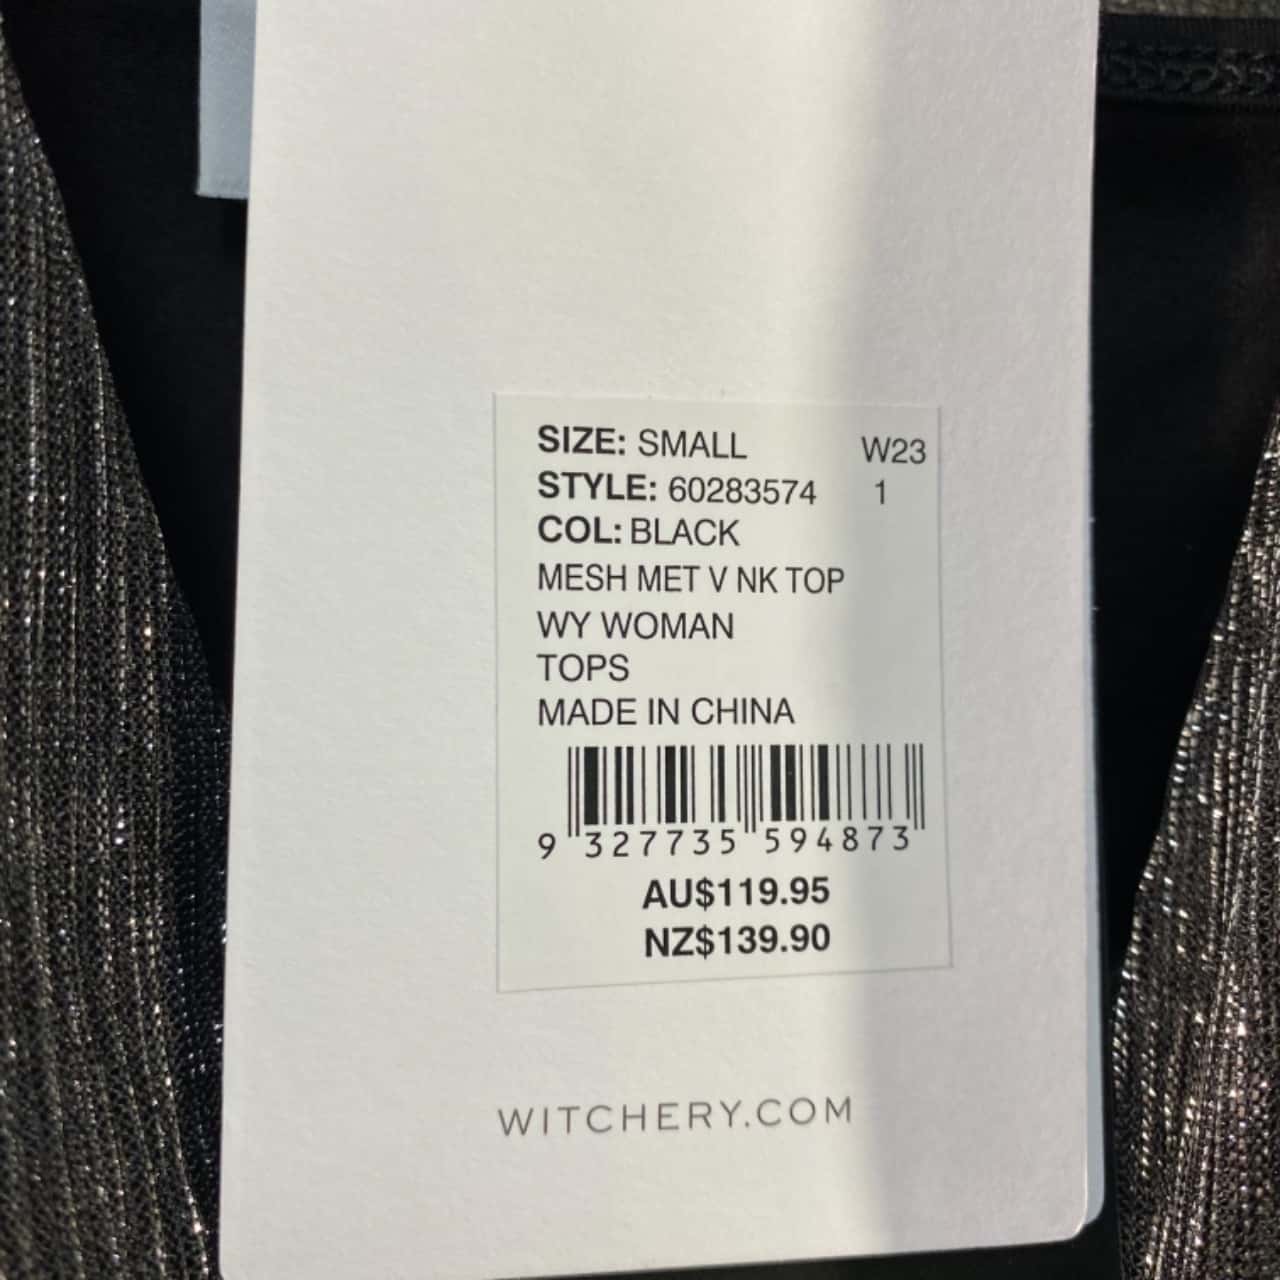 SIZE: SMALL W23
STYLE: 60283574 1
COL: BLACK
MESH MET V NK TOP
WY WOMAN
TOPS
MADE IN CHINA
9 327735 594873
AU$119.95
NZ$139.90
WITCHERY.COM